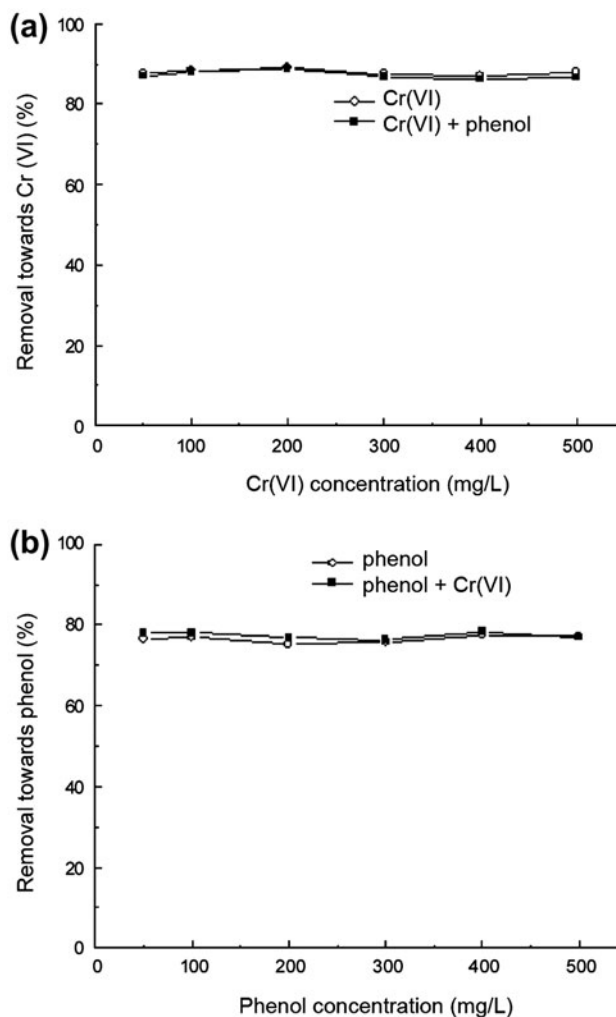 (a)
100
80
60
40
20
0
Removal towards Cr (VI) (%)
Cr(VI)
Cr(VI) + phenol
0 100 200 300 400 500
Cr(VI) concentration (mg/L)
(b)
100
80
60
40
20
0
Removal towards phenol (%)
phenol
phenol + Cr(VI)
0 100 200 300 400 500
Phenol concentration (mg/L)